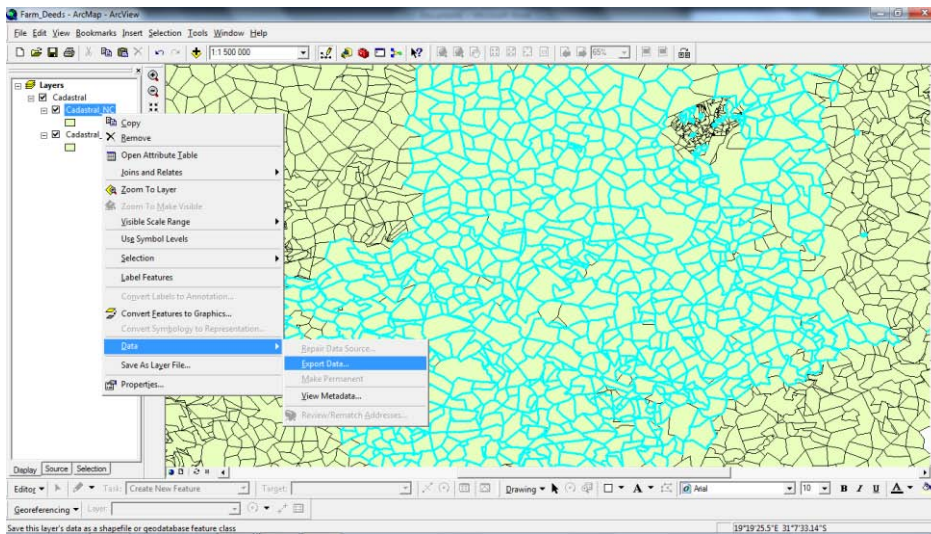 Farm_Deeds - ArcMap - ArcView
File Edit View Bookmarks Insert Selection Tools Window Help
1:1 500 000
65%
Layers
Cadastral
Cadastral_NC
Cadastral_
Copy
Remove
Open Attribute Table
Joins and Relates
Zoom To Layer
Zoom To Make Visible
Visible Scale Range
Use Symbol Levels
Selection
Label Features
Convert Labels to Annotation...
Convert Features to Graphics...
Convert Symbology to Representation...
Data
Save As Layer File...
Properties...
Repair Data Source...
Export Data...
Make Permanent
View Metadata...
Review/Rematch Addresses...
Display Source Selection
Editor Task: Create New Feature Target: Drawing A Arial 10 B I U A
Georeferencing Layer:
Save this layer's data as a shapefile or geodatabase feature class
19°19'25.5"E 31°7'33.14"S